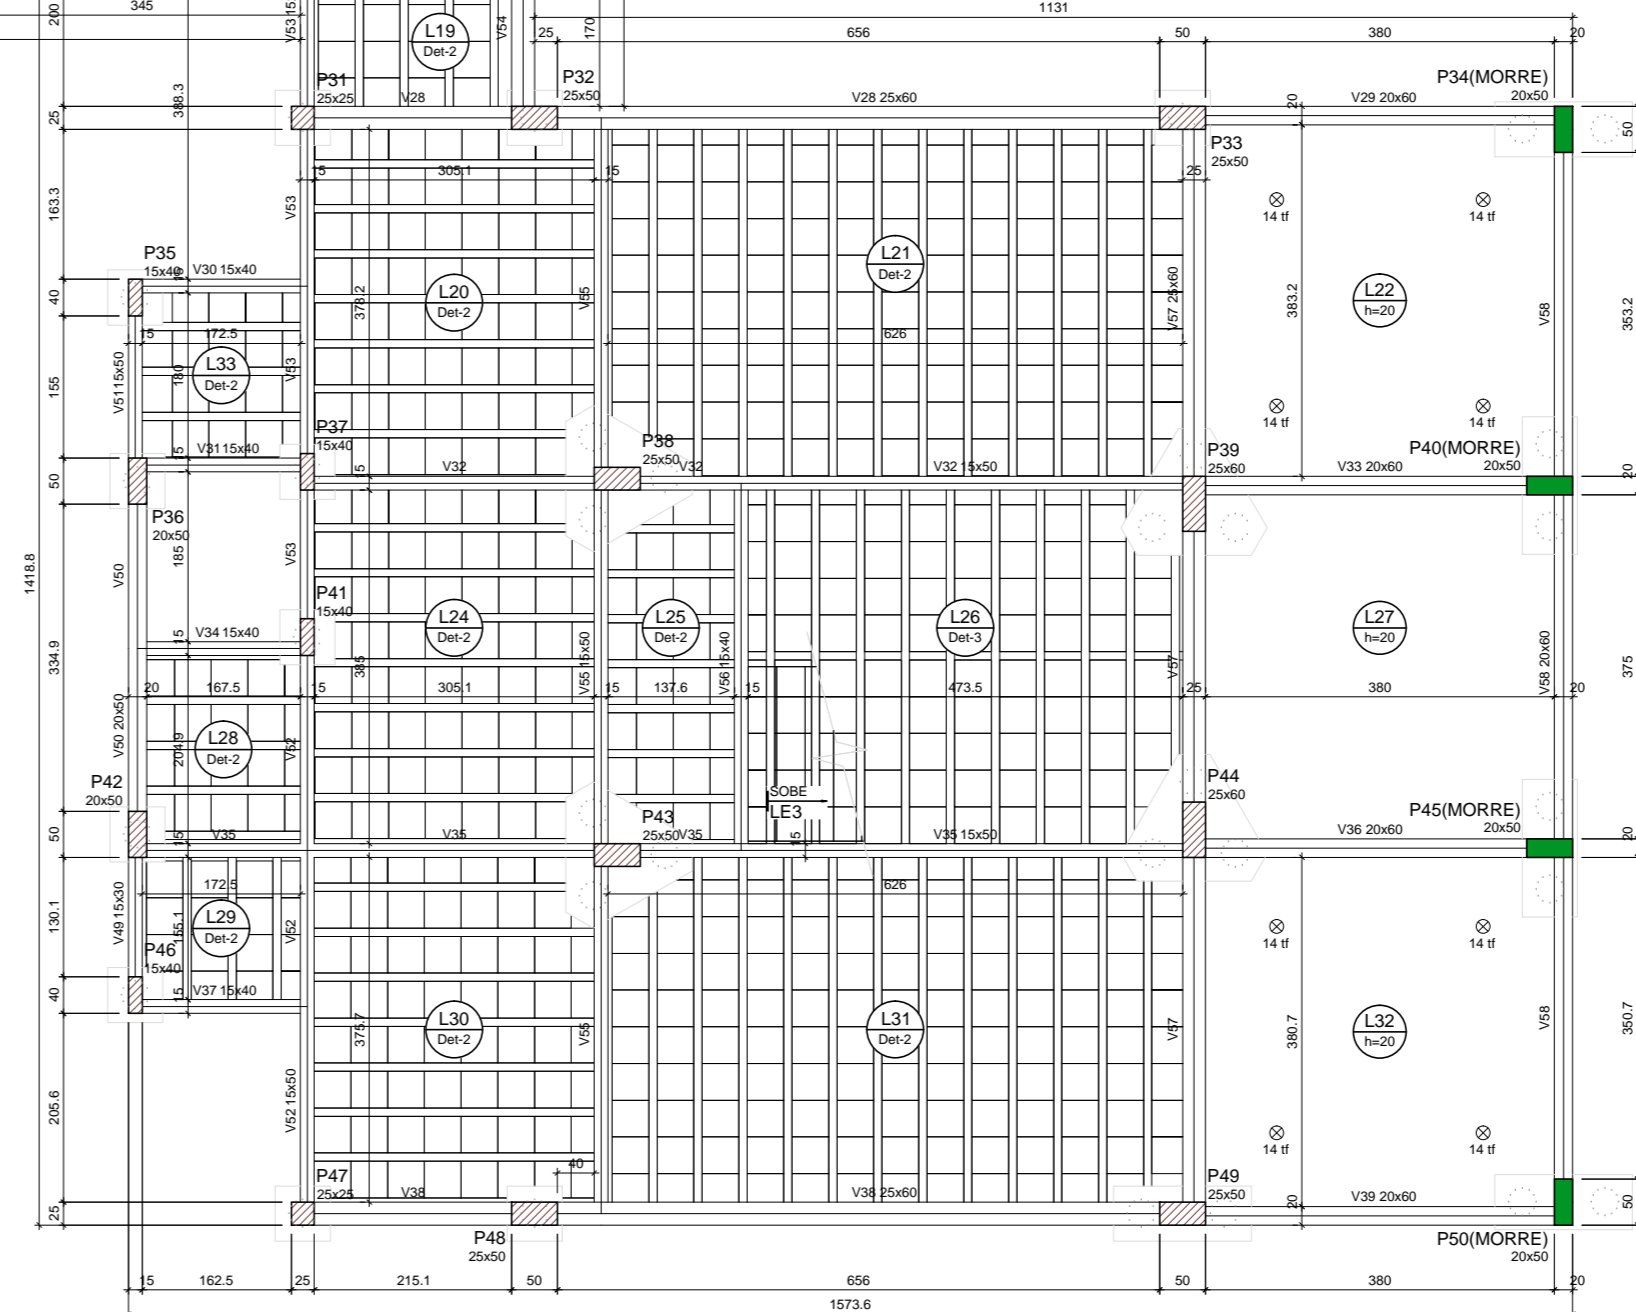 345
1131
200
V53 15
L19
Det-2
V54
170
25
656
50
380
20
P31
25x25
V28
P32
25x50
V28 25x60
P34(MORRE)
20x50
V29 20x60
20
388.3
25
50
P33
25x50
15
305.1
15
25
163.3
V53
14 tf
14 tf
P35
15x40
V30 15x40
L21
Det-2
40
L20
Det-2
378.2
V55
V57 25x60
383.2
L22
h=20
V58
353.2
15
172.5
626
V51 15x50
L33
Det-2
180
V53
155
14 tf
14 tf
P37
15x40
P38
25x50
P39
25x60
P40(MORRE)
20x50
V31 15x40
15
V32
15
V32
V32 15x50
V33 20x60
20
50
P36
20x50
185
V53
V50
1418.8
P41
15x40
V34 15x40
15
L24
Det-2
L25
Det-2
L26
Det-3
L27
h=20
334.9
385
V55 15x50
V56 15x40
V57
V58 20x60
375
20
167.5
15
305.1
15
137.6
15
473.5
25
380
20
V50 20x50
L28
Det-2
204.9
V52
P42
20x50
SOBE
LE3
P44
25x60
P43
25x50
P45(MORRE)
20x50
50
V35
15
V35
V35
15
V35 15x50
V36 20x60
20
172.5
626
V49 15x30
130.1
L29
Det-2
155.1
V52
14 tf
14 tf
P46
15x40
V37 15x40
15
40
L30
Det-2
375.7
V55
L31
Det-2
V57
380.7
L32
h=20
V58
350.7
205.6
V52 15x50
14 tf
14 tf
P47
25x25
V38
40
V38 25x60
P49
25x50
20
V39 20x60
50
25
P48
25x50
P50(MORRE)
20x50
15
162.5
25
215.1
50
656
50
380
20
1573.6